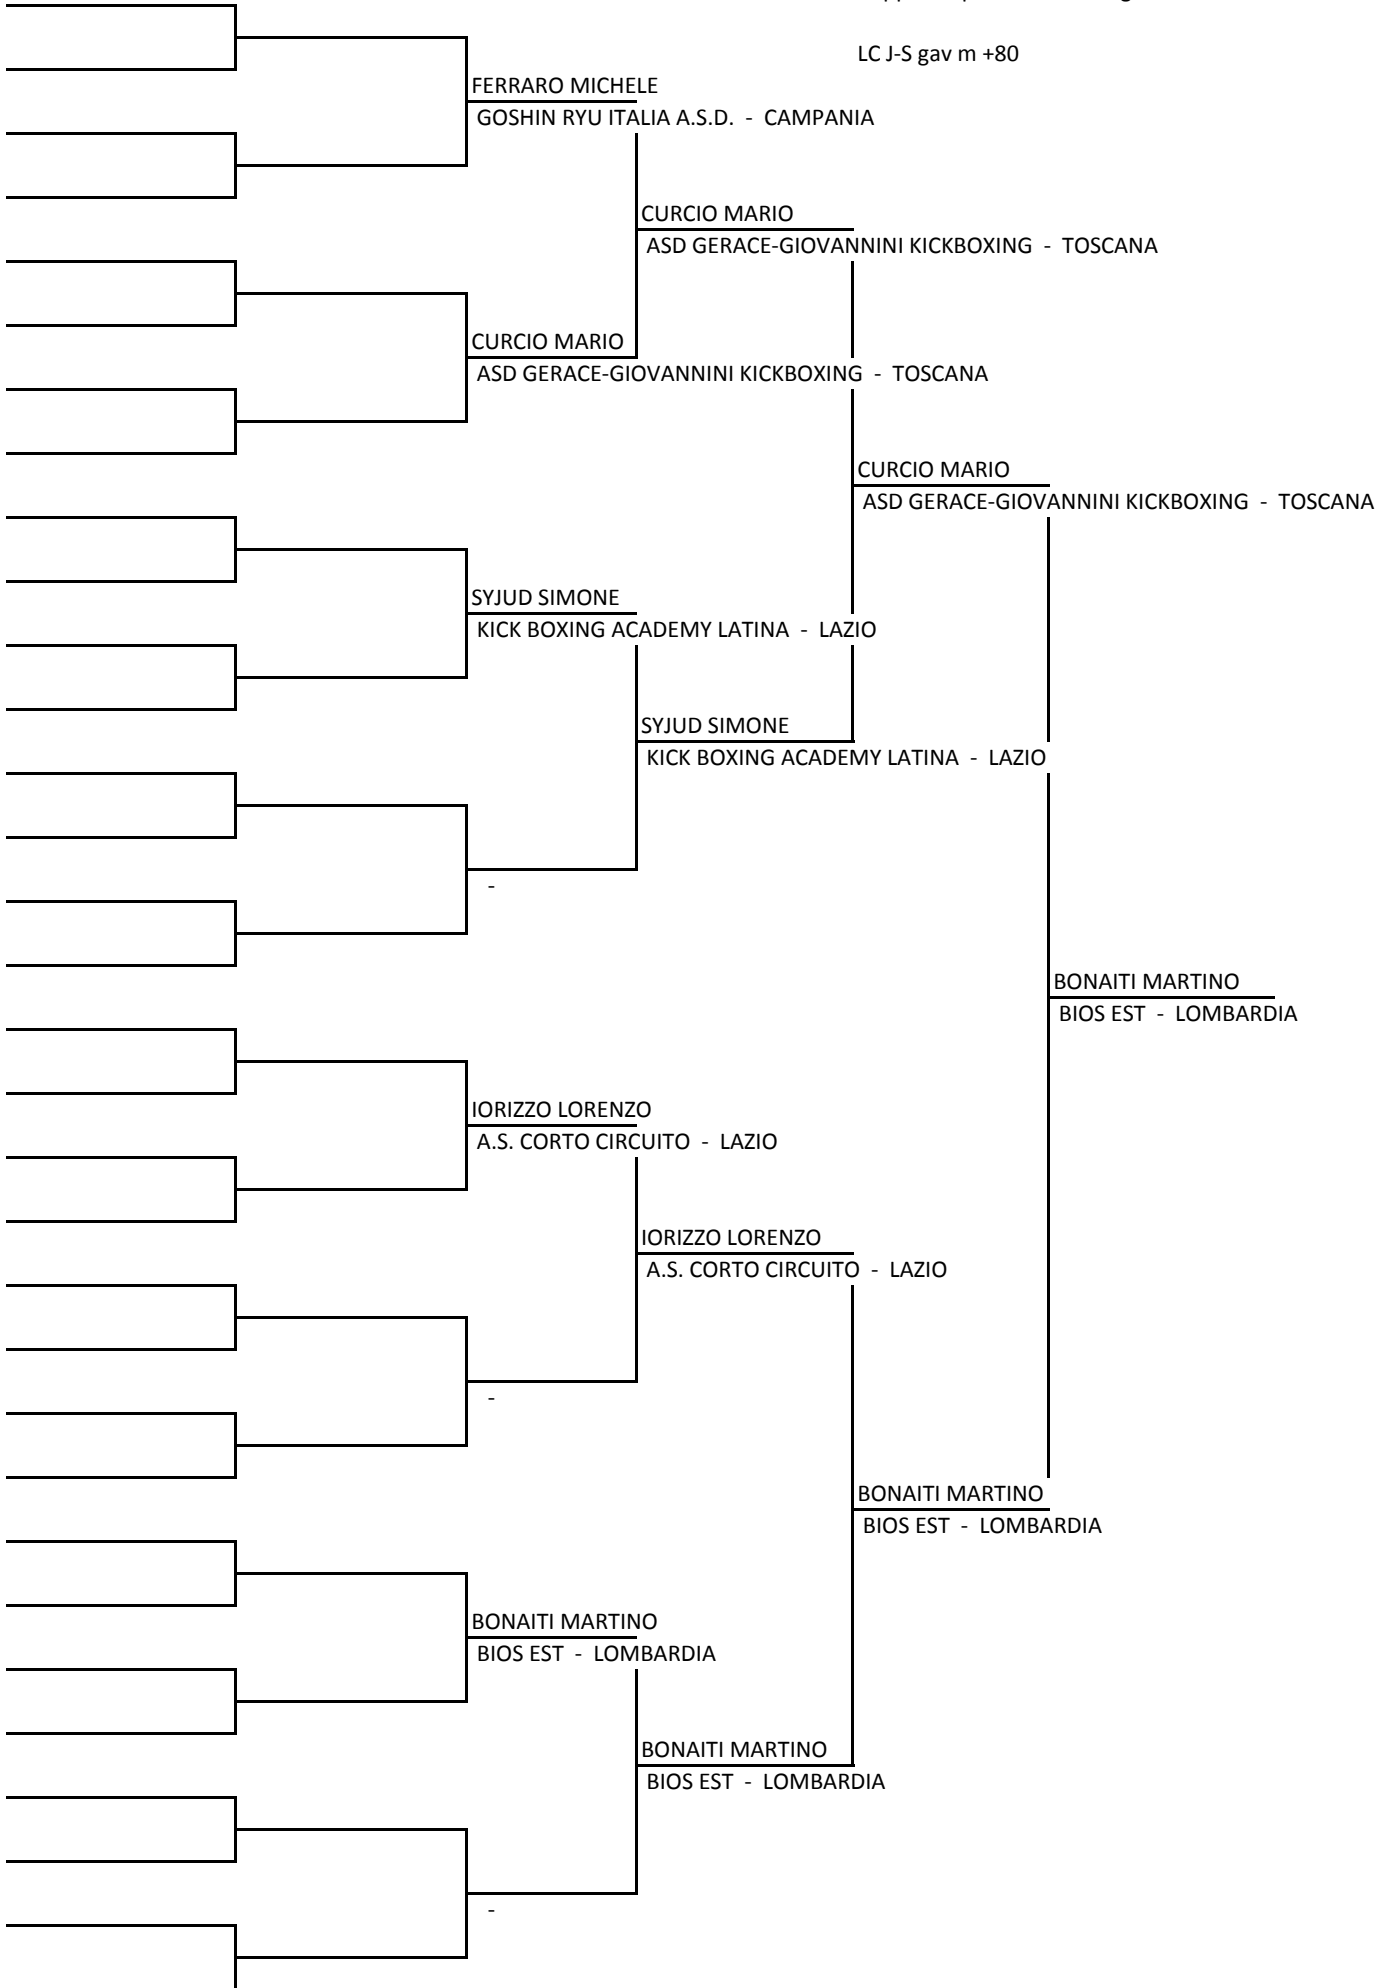 LC J-S gav m +80
FERRARO MICHELE
GOSHIN RYU ITALIA A.S.D. - CAMPANIA
CURCIO MARIO
ASD GERACE-GIOVANNINI KICKBOXING - TOSCANA
CURCIO MARIO
ASD GERACE-GIOVANNINI KICKBOXING - TOSCANA
CURCIO MARIO
ASD GERACE-GIOVANNINI KICKBOXING - TOSCANA
SYJUD SIMONE
KICK BOXING ACADEMY LATINA - LAZIO
SYJUD SIMONE
KICK BOXING ACADEMY LATINA - LAZIO
-
BONAITI MARTINO
BIOS EST - LOMBARDIA
IORIZZO LORENZO
A.S. CORTO CIRCUITO - LAZIO
IORIZZO LORENZO
A.S. CORTO CIRCUITO - LAZIO
-
BONAITI MARTINO
BIOS EST - LOMBARDIA
BONAITI MARTINO
BIOS EST - LOMBARDIA
BONAITI MARTINO
BIOS EST - LOMBARDIA
-